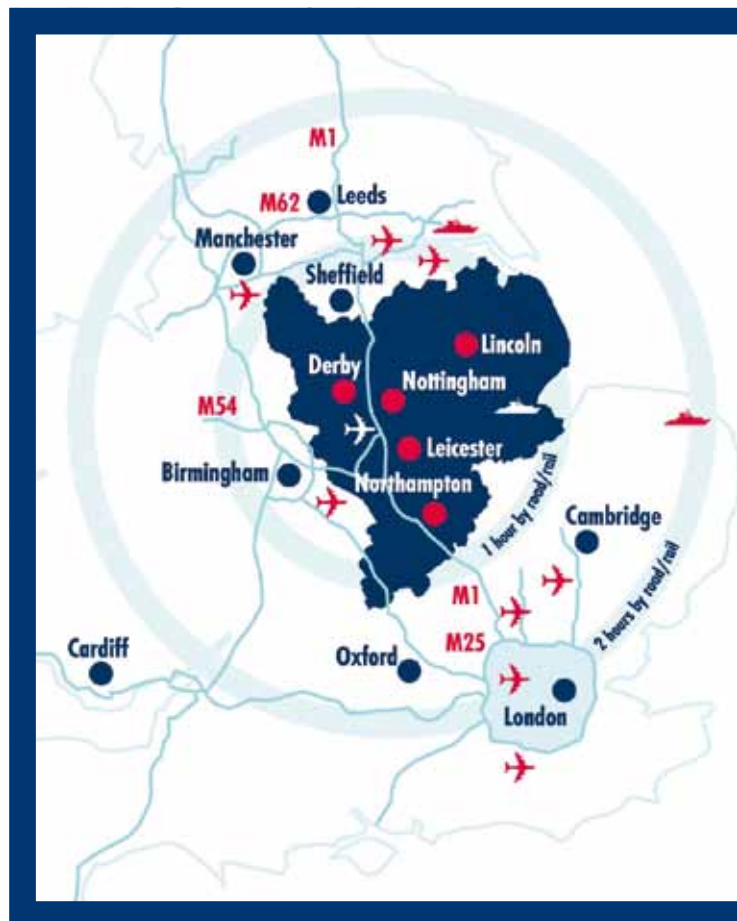 M1
M62
Leeds
Manchester
Sheffield
Lincoln
Derby
Nottingham
M54
Leicester
Birmingham
Northampton
1 hour by road/rail
Cambridge
2 hours by road/rail
M1
M25
Cardiff
Oxford
London